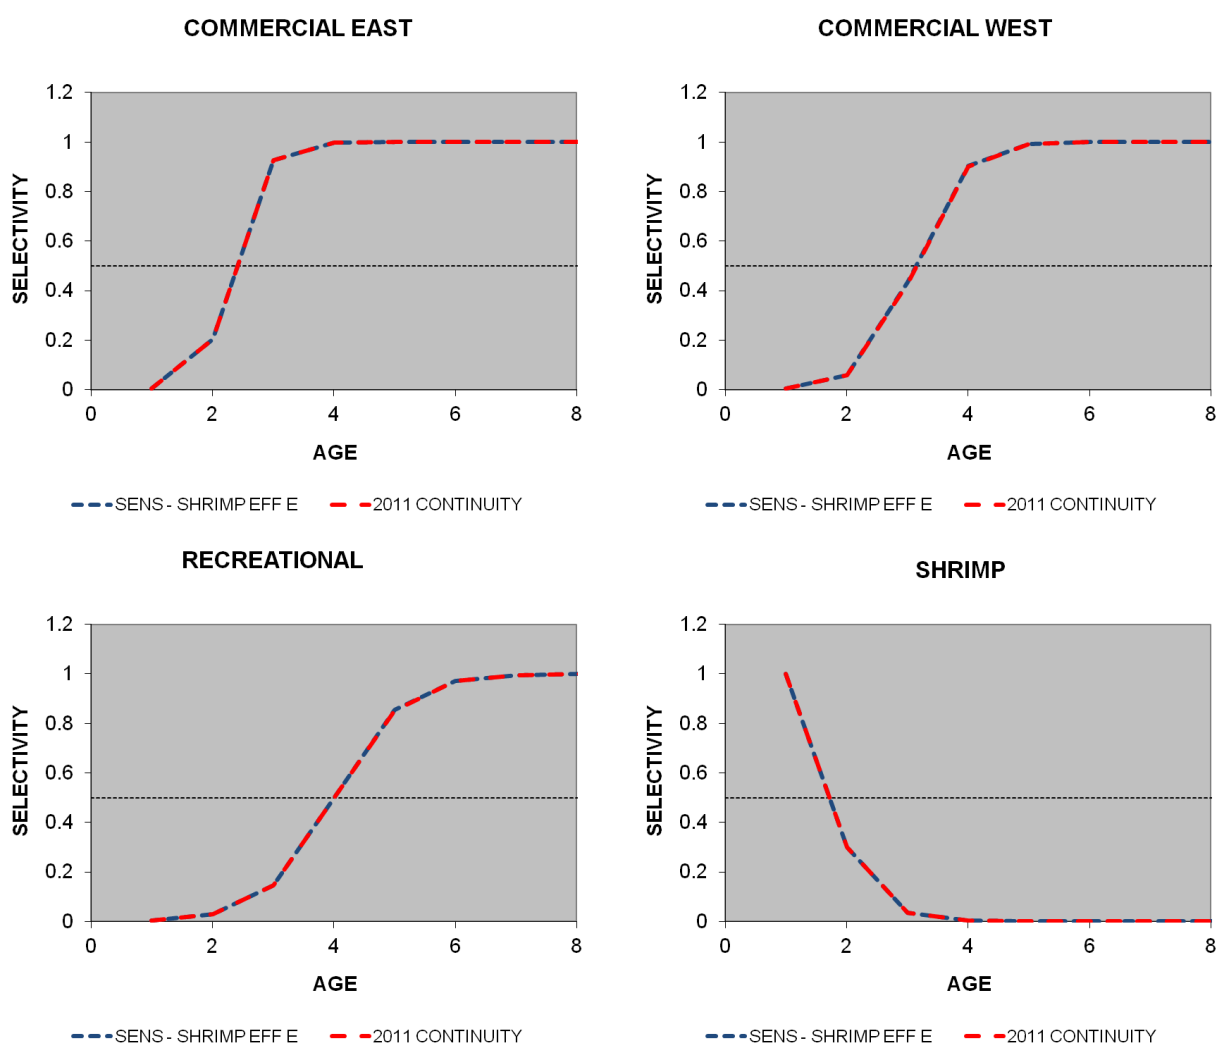 COMMERCIAL EAST
1.2
1
0.8
0.6
0.4
0.2
0
SELECTIVITY
0 2 4 6 8
AGE
SENS - SHRIMP EFF E 2011 CONTINUITY
COMMERCIAL WEST
1.2
1
0.8
0.6
0.4
0.2
0
SELECTIVITY
0 2 4 6 8
AGE
SENS - SHRIMP EFF E 2011 CONTINUITY
RECREATIONAL
1.2
1
0.8
0.6
0.4
0.2
0
SELECTIVITY
0 2 4 6 8
AGE
SENS - SHRIMP EFF E 2011 CONTINUITY
SHRIMP
1.2
1
0.8
0.6
0.4
0.2
0
SELECTIVITY
0 2 4 6 8
AGE
SENS - SHRIMP EFF E 2011 CONTINUITY